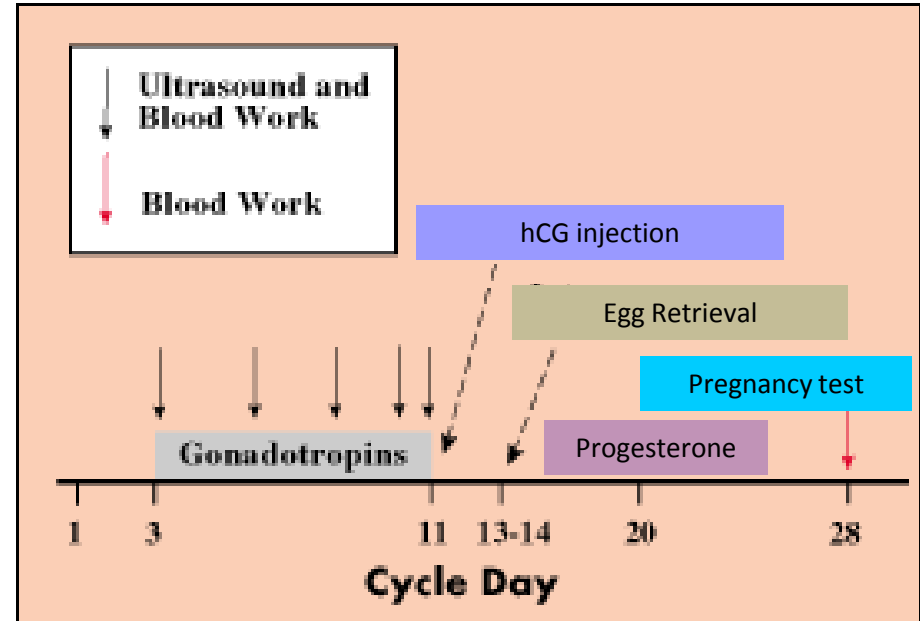 Ultrasound and
Blood Work
Blood Work
hCG injection
Egg Retrieval
Pregnancy test
Gonadotropins
Progesterone
1 3 11 13-14 20 28
Cycle Day